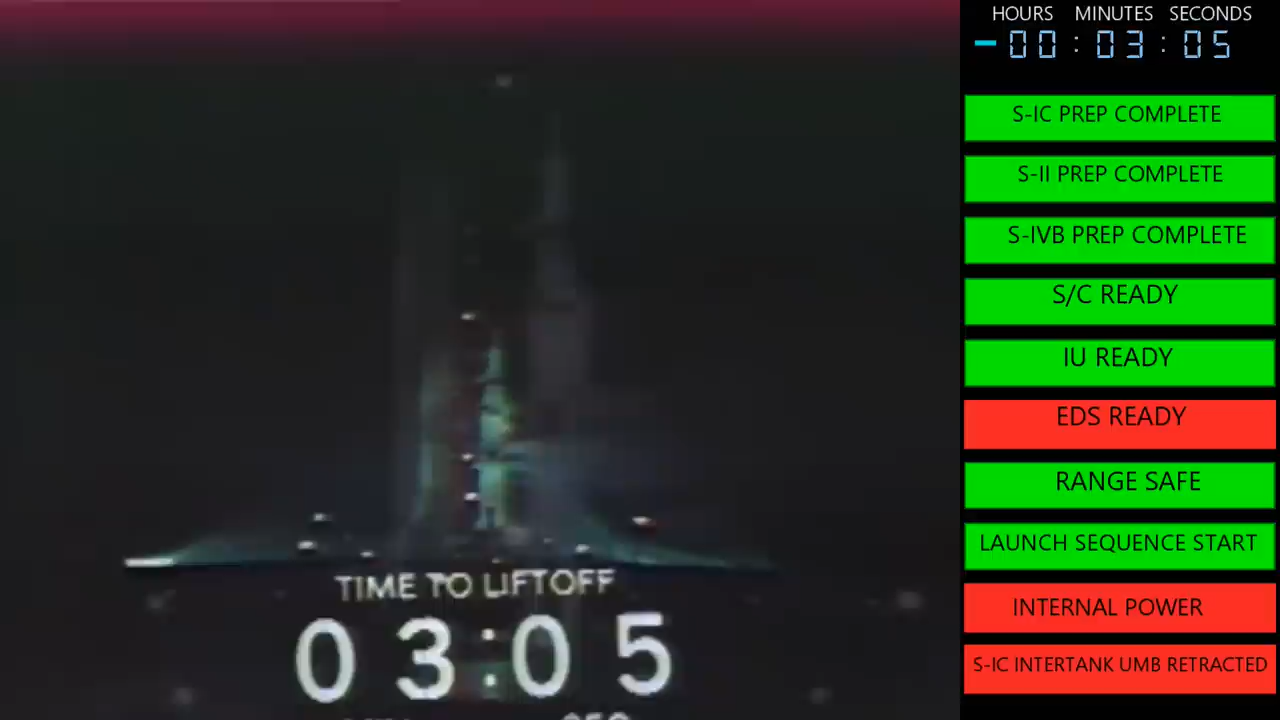 HOURS MINUTES SECONDS
-00:03:05
S-IC PREP COMPLETE
S-II PREP COMPLETE
S-IVB PREP COMPLETE
S/C READY
IU READY
EDS READY
RANGE SAFE
LAUNCH SEQUENCE START
INTERNAL POWER
S-IC INTERTANK UMB RETRACTED
TIME TO LIFTOFF
03:05